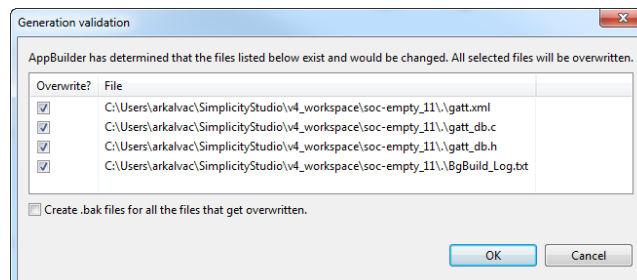 Generation validation
AppBuilder has determined that the files listed below exist and would be changed. All selected files will be overwritten.
Overwrite? File
C:\Users\arkalvac\SimplicityStudio\v4_workspace\soc-empty_11\.\gatt.xml
C:\Users\arkalvac\SimplicityStudio\v4_workspace\soc-empty_11\.\gatt_db.c
C:\Users\arkalvac\SimplicityStudio\v4_workspace\soc-empty_11\.\gatt_db.h
C:\Users\arkalvac\SimplicityStudio\v4_workspace\soc-empty_11\.\BgBuild_Log.txt
Create .bak files for all the files that get overwritten.
OK Cancel